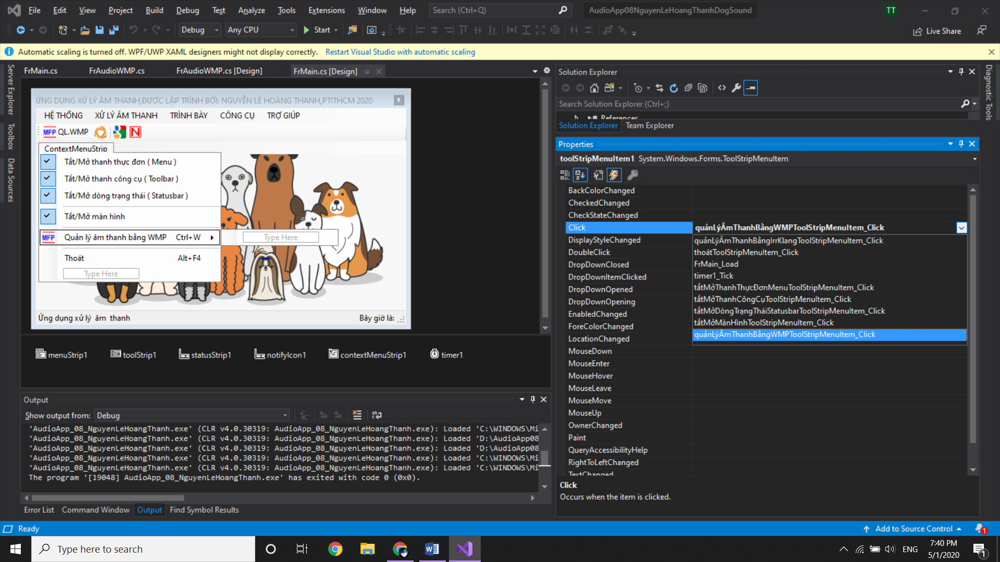 File Edit View Project Build Debug Test Analyze Tools Extensions Window Help Search (Ctrl+Q) AudioApp08NguyenLeHoangThanhDogSound TT
Debug Any CPU Start Live Share
Automatic scaling is turned off. WPF/UWP XAML designers might not display correctly. Restart Visual Studio with automatic scaling
Server Explorer
Toolbox
Data Sources
FrMain.cs FrAudioWMP.cs FrAudioWMP.cs [Design] FrMain.cs [Design]
ỨNG DỤNG XỬ LÝ ÂM THANH,ĐƯỢC LẬP TRÌNH BỞI: NGUYỄN LÊ HOÀNG THANH,PTITHCM 2020
HỆ THỐNG XỬ LÝ ÂM THANH TRÌNH BÀY CÔNG CỤ TRỢ GIÚP
MFP QL.WMP N
ContextMenuStrip
Tắt/Mở thanh thực đơn ( Menu )
Tắt/Mở thanh công cụ ( Toolbar )
Tắt/Mở dòng trạng thái ( Statusbar )
Tắt/Mở màn hình
MFP Quản lý âm thanh bằng WMP Ctrl+W Type Here
Thoát Alt+F4
Type Here
Ứng dụng xử lý âm thanh Bây giờ là:
menuStrip1 toolStrip1 statusStrip1 notifyIcon1 contextMenuStrip1 timer1
Output
Show output from: Debug
'AudioApp_08_NguyenLeHoangThanh.exe' (CLR v4.0.30319: AudioApp_08_NguyenLeHoangThanh.exe): Loaded 'C:\WINDOWS\Mi
'AudioApp_08_NguyenLeHoangThanh.exe' (CLR v4.0.30319: AudioApp_08_NguyenLeHoangThanh.exe): Loaded 'D:\AudioApp08
'AudioApp_08_NguyenLeHoangThanh.exe' (CLR v4.0.30319: AudioApp_08_NguyenLeHoangThanh.exe): Loaded 'D:\AudioApp08
'AudioApp_08_NguyenLeHoangThanh.exe' (CLR v4.0.30319: AudioApp_08_NguyenLeHoangThanh.exe): Loaded 'C:\WINDOWS\Mi
'AudioApp_08_NguyenLeHoangThanh.exe' (CLR v4.0.30319: AudioApp_08_NguyenLeHoangThanh.exe): Loaded 'C:\WINDOWS\Mi
The program '[19048] AudioApp_08_NguyenLeHoangThanh.exe' has exited with code 0 (0x0).
Error List Command Window Output Find Symbol Results
Solution Explorer
Search Solution Explorer (Ctrl+;)
References
Solution Explorer Team Explorer
Properties
toolStripMenuItem1 System.Windows.Forms.ToolStripMenuItem
BackColorChanged
CheckedChanged
CheckStateChanged
Click quảnLýÂmThanhBằngWMPToolStripMenuItem_Click
DisplayStyleChanged
DoubleClick
DropDownClosed
DropDownItemClicked
DropDownOpened
DropDownOpening
EnabledChanged
ForeColorChanged
LocationChanged
MouseDown
MouseEnter
MouseHover
MouseLeave
MouseMove
MouseUp
OwnerChanged
Paint
QueryAccessibilityHelp
RightToLeftChanged
TextChanged
quảnLýÂmThanhBằngIrrKlangToolStripMenuItem_Click
thoátToolStripMenuItem_Click
FrMain_Load
timer1_Tick
tắtMởThanhThựcĐơnMenuToolStripMenuItem_Click
tắtMởThanhCôngCụToolStripMenuItem_Click
tắtMởDòngTrạngTháiStatusbarToolStripMenuItem_Click
tắtMởMànHìnhToolStripMenuItem_Click
quảnLýÂmThanhBằngWMPToolStripMenuItem_Click
Click
Occurs when the item is clicked.
Diagnostic Tools
Ready Add to Source Control 1
Type here to search ENG 7:40 PM
5/1/2020 1